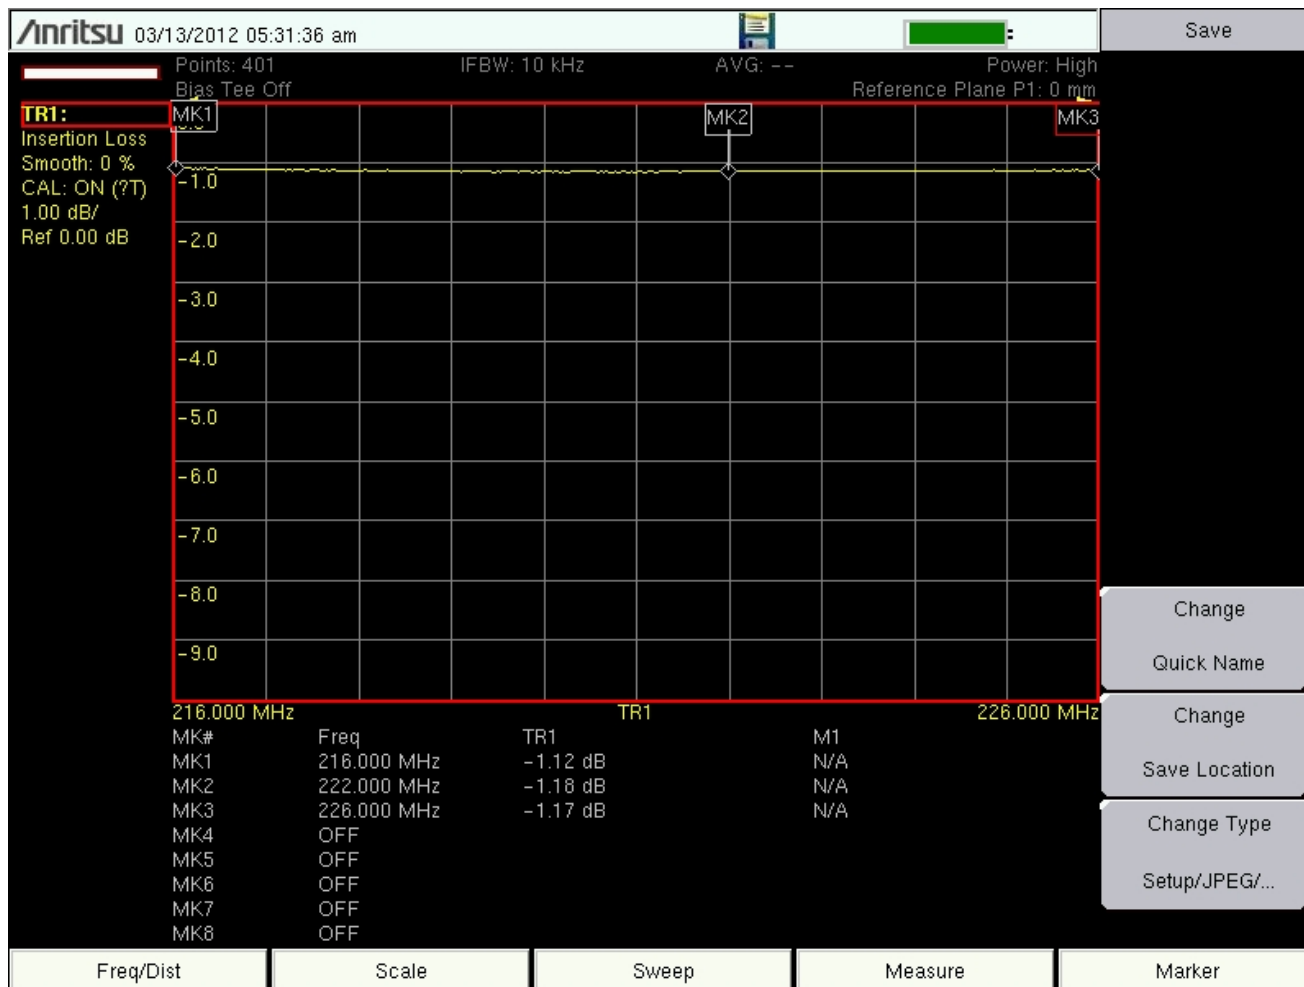 Anritsu 03/13/2012 05:31:36 am
Save
Points: 401 IFBW: 10 kHz AVG: -- Power: High
Bias Tee Off Reference Plane P1: 0 mm
TR1:
Insertion Loss
Smooth: 0 %
CAL: ON (?T)
1.00 dB/
Ref 0.00 dB
MK1 MK2 MK3
-1.0
-2.0
-3.0
-4.0
-5.0
-6.0
-7.0
-8.0
-9.0
216.000 MHz TR1 226.000 MHz
MK# Freq TR1 M1
MK1 216.000 MHz -1.12 dB N/A
MK2 222.000 MHz -1.18 dB N/A
MK3 226.000 MHz -1.17 dB N/A
MK4 OFF
MK5 OFF
MK6 OFF
MK7 OFF
MK8 OFF
Change
Quick Name
Change
Save Location
Change Type
Setup/JPEG/...
Freq/Dist Scale Sweep Measure Marker